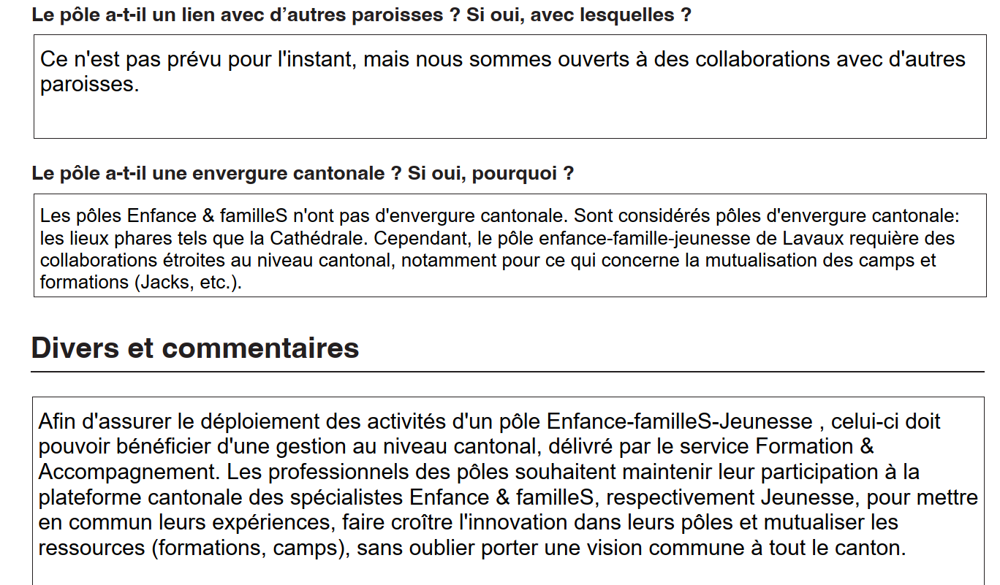 Le pôle a-t-il un lien avec d’autres paroisses ? Si oui, avec lesquelles ?
Ce n'est pas prévu pour l'instant, mais nous sommes ouverts à des collaborations avec d'autres
paroisses.
Le pôle a-t-il une envergure cantonale ? Si oui, pourquoi ?
Les pôles Enfance & familleS n'ont pas d'envergure cantonale. Sont considérés pôles d'envergure cantonale:
les lieux phares tels que la Cathédrale. Cependant, le pôle enfance-famille-jeunesse de Lavaux requière des
collaborations étroites au niveau cantonal, notamment pour ce qui concerne la mutualisation des camps et
formations (Jacks, etc.).
Divers et commentaires
Afin d'assurer le déploiement des activités d'un pôle Enfance-familleS-Jeunesse , celui-ci doit
pouvoir bénéficier d'une gestion au niveau cantonal, délivré par le service Formation &
Accompagnement. Les professionnels des pôles souhaitent maintenir leur participation à la
plateforme cantonale des spécialistes Enfance & familleS, respectivement Jeunesse, pour mettre
en commun leurs expériences, faire croître l'innovation dans leurs pôles et mutualiser les
ressources (formations, camps), sans oublier porter une vision commune à tout le canton.